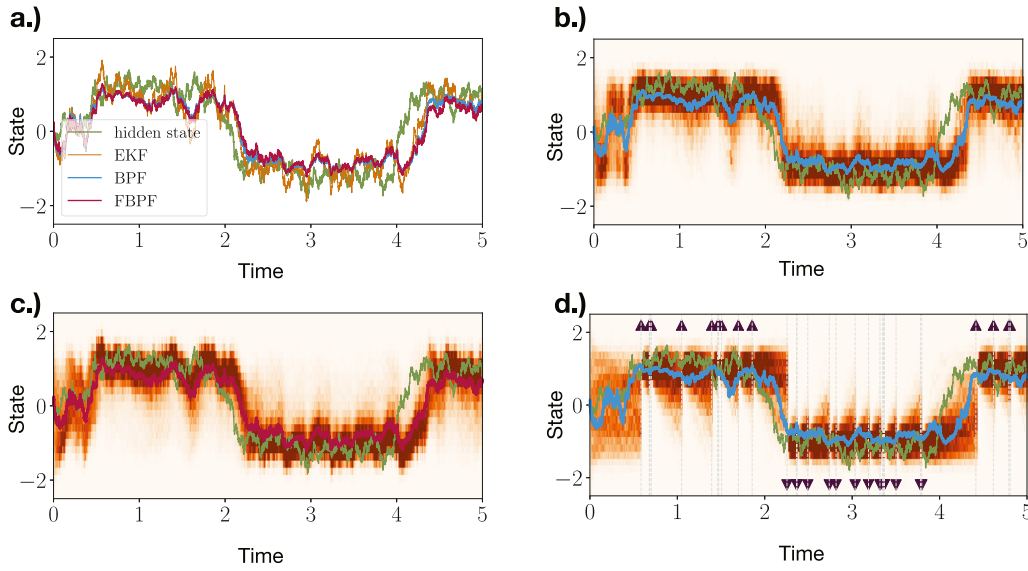 a.)
State
2
0
−2
hidden state
EKF
BPF
FBPF
0 1 2 3 4 5
Time
b.)
State
2
0
−2
0 1 2 3 4 5
Time
c.)
State
2
0
−2
0 1 2 3 4 5
Time
d.)
State
2
0
−2
0 1 2 3 4 5
Time